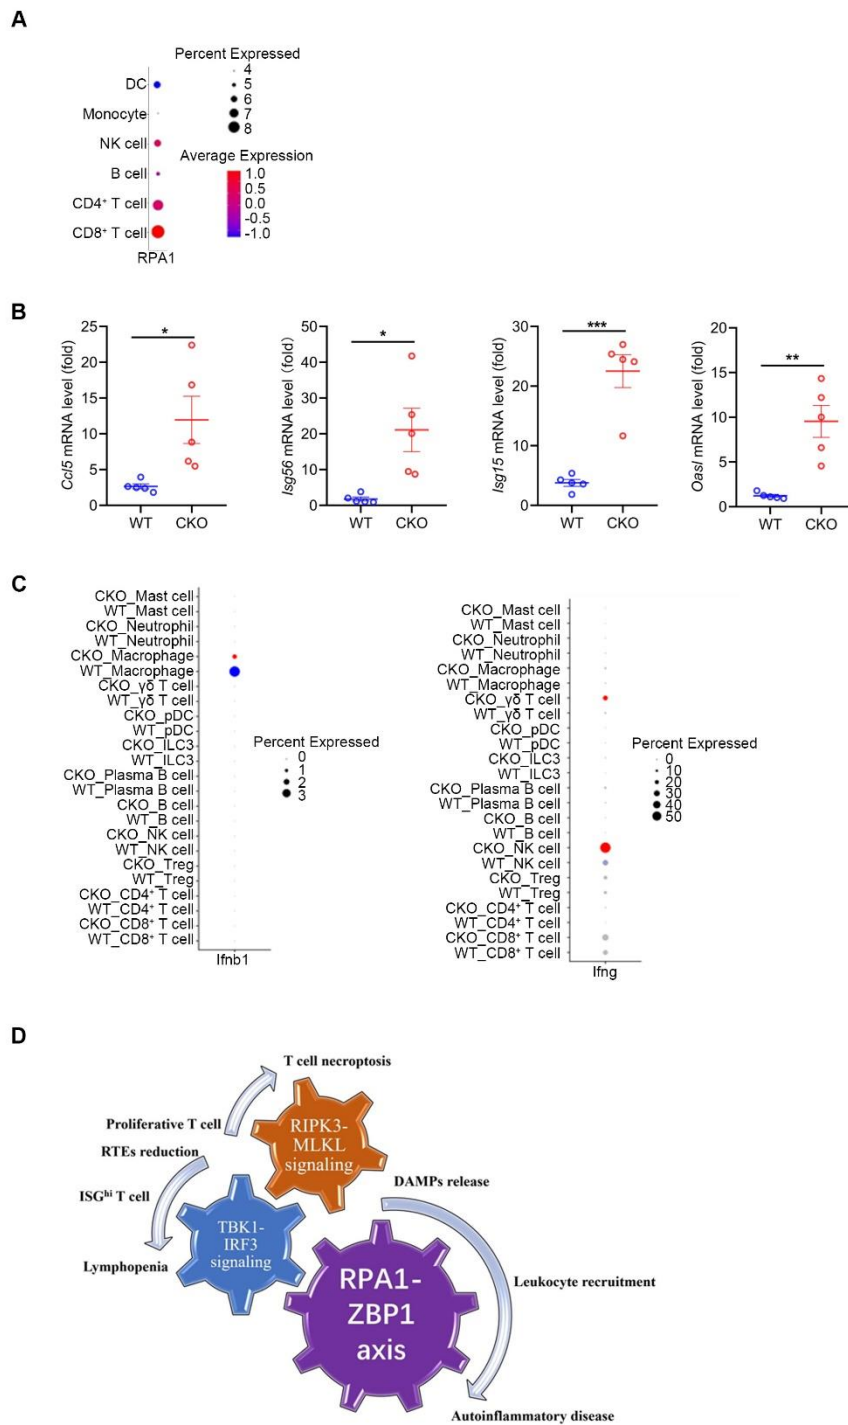 A
Percent Expressed
4
5
6
7
8
DC
Monocyte
NK cell
B cell
CD4⁺ T cell
CD8⁺ T cell
RPA1
Average Expression
1.0
0.5
0.0
-0.5
-1.0
B
Ccl5 mRNA level (fold)
25
20
15
10
5
0
*
WT
CKO
Isg56 mRNA level (fold)
50
40
30
20
10
0
*
WT
CKO
Isg15 mRNA level (fold)
30
20
10
0
***
WT
CKO
Oasl mRNA level (fold)
20
15
10
5
0
**
WT
CKO
C
CKO_Mast cell
WT_Mast cell
CKO_Neutrophil
WT_Neutrophil
CKO_Macrophage
WT_Macrophage
CKO_γδ T cell
WT_γδ T cell
CKO_pDC
WT_pDC
CKO_ILC3
WT_ILC3
CKO_Plasma B cell
WT_Plasma B cell
CKO_B cell
WT_B cell
CKO_NK cell
WT_NK cell
CKO_Treg
WT_Treg
CKO_CD4⁺ T cell
WT_CD4⁺ T cell
CKO_CD8⁺ T cell
WT_CD8⁺ T cell
Ifnb1
Percent Expressed
0
1
2
3
CKO_Mast cell
WT_Mast cell
CKO_Neutrophil
WT_Neutrophil
CKO_Macrophage
WT_Macrophage
CKO_γδ T cell
WT_γδ T cell
CKO_pDC
WT_pDC
CKO_ILC3
WT_ILC3
CKO_Plasma B cell
WT_Plasma B cell
CKO_B cell
WT_B cell
CKO_NK cell
WT_NK cell
CKO_Treg
WT_Treg
CKO_CD4⁺ T cell
WT_CD4⁺ T cell
CKO_CD8⁺ T cell
WT_CD8⁺ T cell
Ifng
Percent Expressed
0
10
20
30
40
50
D
T cell necroptosis
Proliferative T cell
RTEs reduction
ISGʰⁱ T cell
Lymphopenia
RIPK3-
MLKL
signaling
TBK1-
IRF3
signaling
DAMPs release
RPA1-
ZBP1
axis
Leukocyte recruitment
Autoinflammatory disease